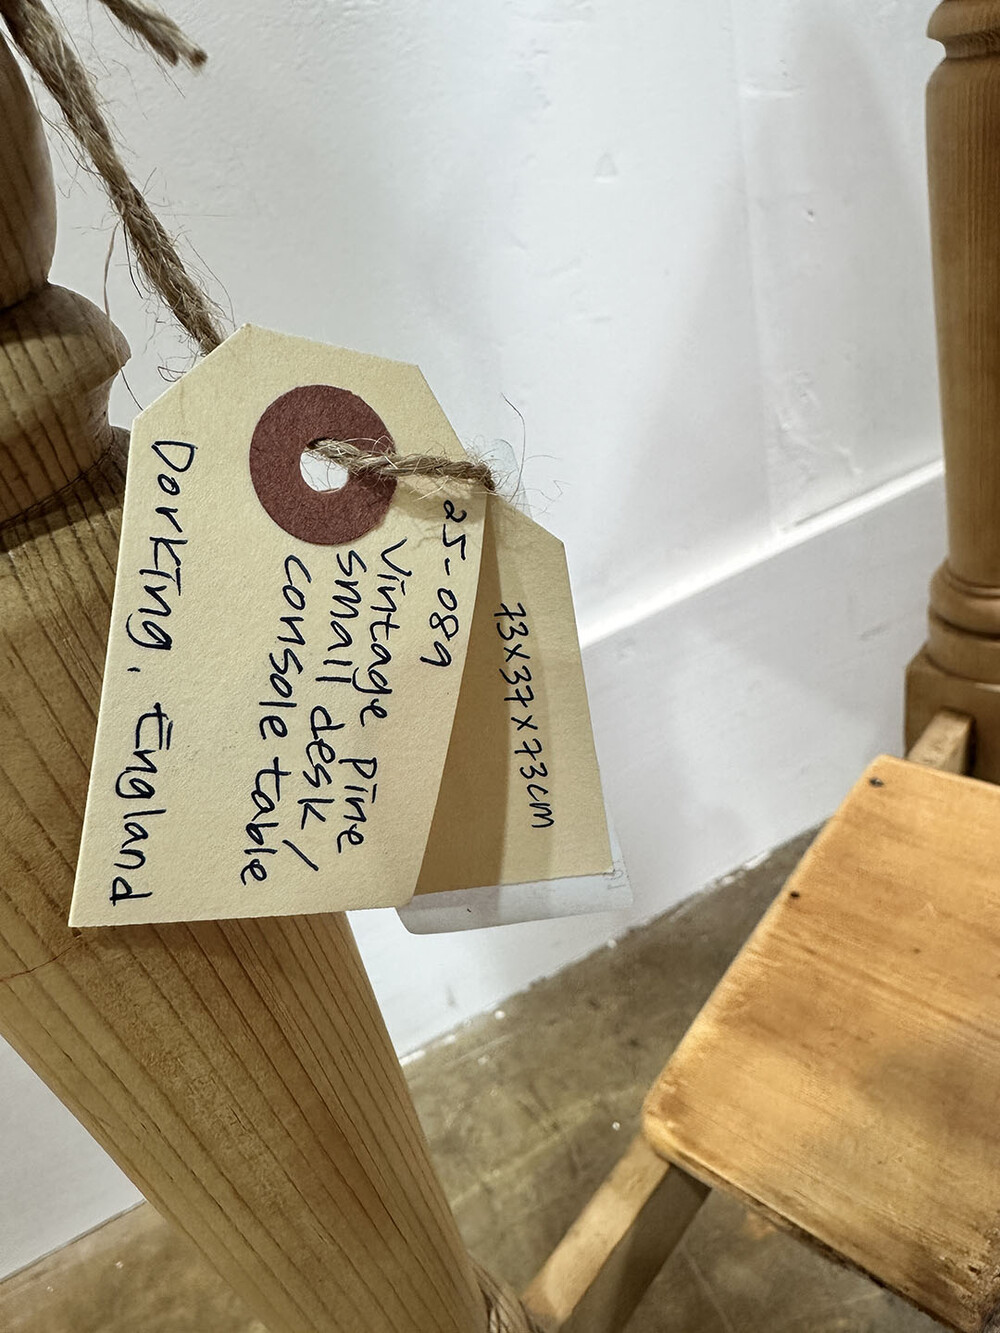 25-089
Vintage Pine
small desk /
console table
Dorking, England
73x37x73cm